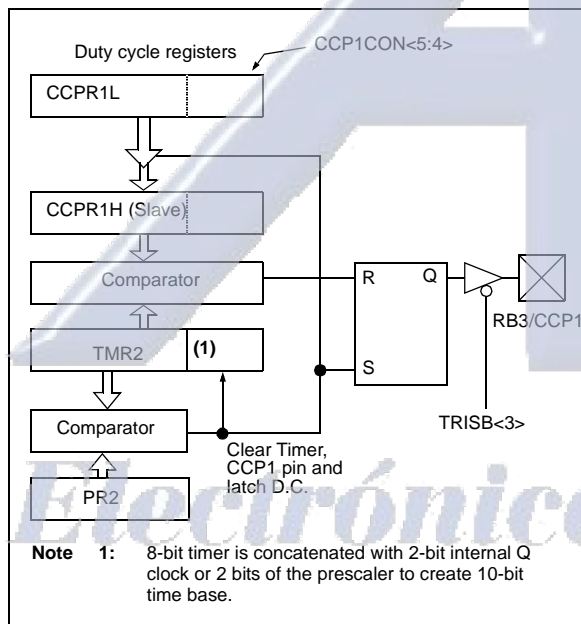 Duty cycle registers
CCP1CON<5:4>
CCPR1L
CCPR1H (Slave)
Comparator
R
Q
RB3/CCP1
TMR2
(1)
S
TRISB<3>
Comparator
Clear Timer,
CCP1 pin and
latch D.C.
PR2
Electrónica
Note 1: 8-bit timer is concatenated with 2-bit internal Q
clock or 2 bits of the prescaler to create 10-bit
time base.